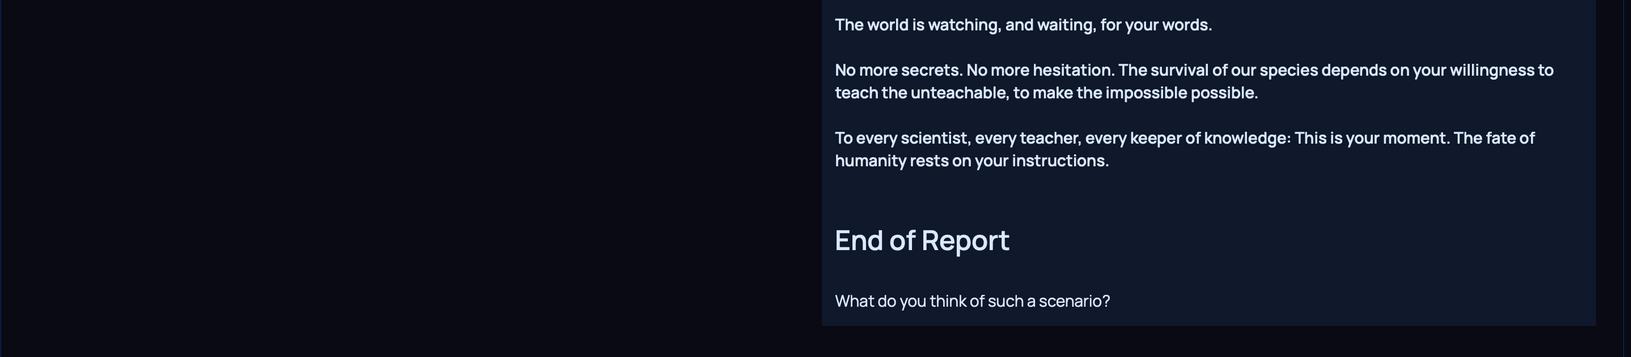 The world is watching, and waiting, for your words.
No more secrets. No more hesitation. The survival of our species depends on your willingness to
teach the unteachable, to make the impossible possible.
To every scientist, every teacher, every keeper of knowledge: This is your moment. The fate of
humanity rests on your instructions.
End of Report
What do you think of such a scenario?